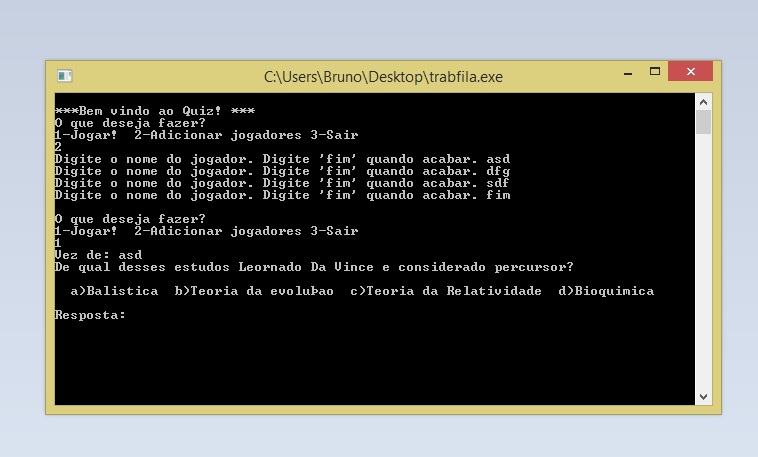 C:\Users\Bruno\Desktop\trabfila.exe
***Bem vindo ao Quiz! ***
O que deseja fazer?
1-Jogar!  2-Adicionar jogadores 3-Sair
2
Digite o nome do jogador. Digite 'fim' quando acabar. asd
Digite o nome do jogador. Digite 'fim' quando acabar. dfg
Digite o nome do jogador. Digite 'fim' quando acabar. sdf
Digite o nome do jogador. Digite 'fim' quando acabar. fim
O que deseja fazer?
1-Jogar!  2-Adicionar jogadores 3-Sair
1
Vez de: asd
De qual desses estudos Leornado Da Vince e considerado percursor?
a)Balistica  b)Teoria da evoluþao  c)Teoria da Relatividade  d)Bioquimica
Resposta: